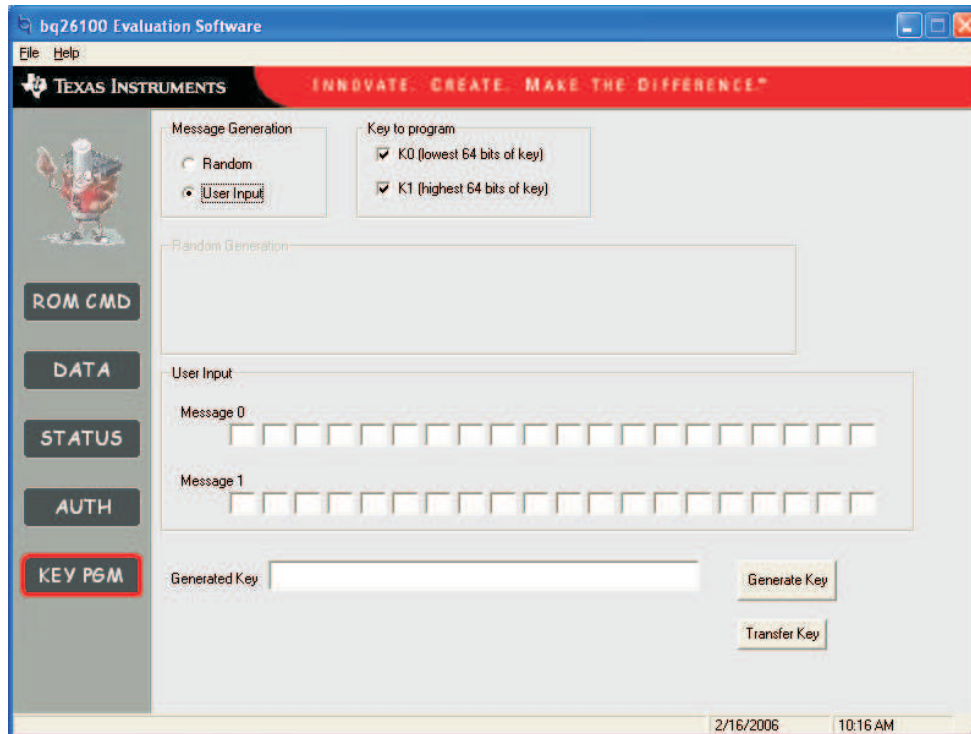 bq26100 Evaluation Software
File Help
TEXAS INSTRUMENTS
INNOVATE. CREATE. MAKE THE DIFFERENCE.™
Message Generation
Random
User Input
Key to program
K0 (lowest 64 bits of key)
K1 (highest 64 bits of key)
Random Generation
ROM CMD
DATA
STATUS
AUTH
KEY PGM
User Input
Message 0
Message 1
Generated Key
Generate Key
Transfer Key
2/16/2006 10:16 AM